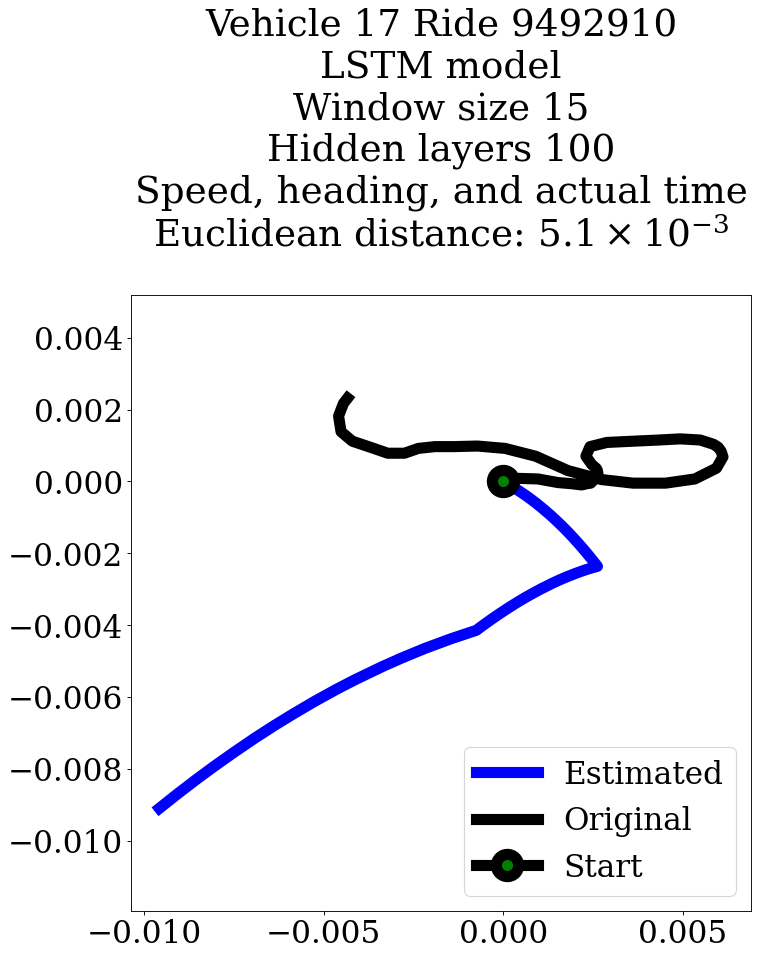 Vehicle 17 Ride 9492910
LSTM model
Window size 15
Hidden layers 100
Speed, heading, and actual time
Euclidean distance: 5.1 × 10⁻³
0.004
0.002
0.000
−0.002
−0.004
−0.006
−0.008
−0.010
Estimated
Original
Start
−0.010 −0.005 0.000 0.005